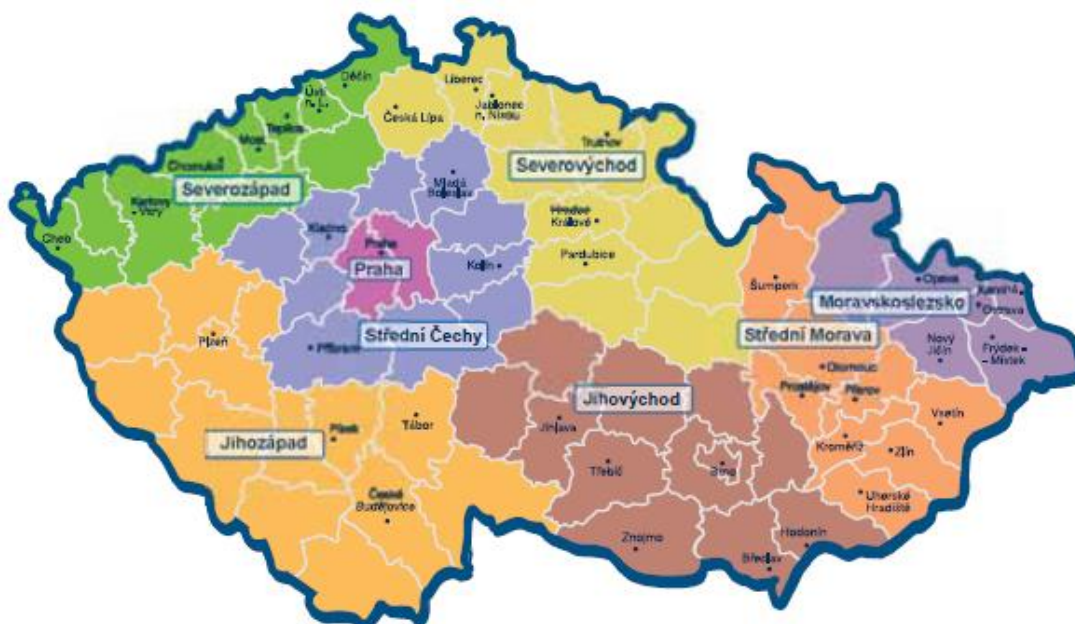 Děčín
Ústí
n. L.
Teplice
Most
Chomutov
Severozápad
Karlovy
Vary
Cheb
Liberec
Jablonec
n. Nisou
Česká Lípa
Trutnov
Severovýchod
Hradec
Králové
Pardubice
Mladá
Boleslav
Kladno
Praha
Praha
Kolín
Příbram
Střední Čechy
Plzeň
Jihozápad
Písek
Tábor
České
Budějovice
Jihovýchod
Jihlava
Třebíč
Brno
Znojmo
Hodonín
Břeclav
Šumperk
Střední Morava
Olomouc
Prostějov
Přerov
Kroměříž
Vsetín
Zlín
Uherské
Hradiště
Moravskoslezsko
Opava
Karviná
Ostrava
Nový
Jičín
Frýdek –
– Místek